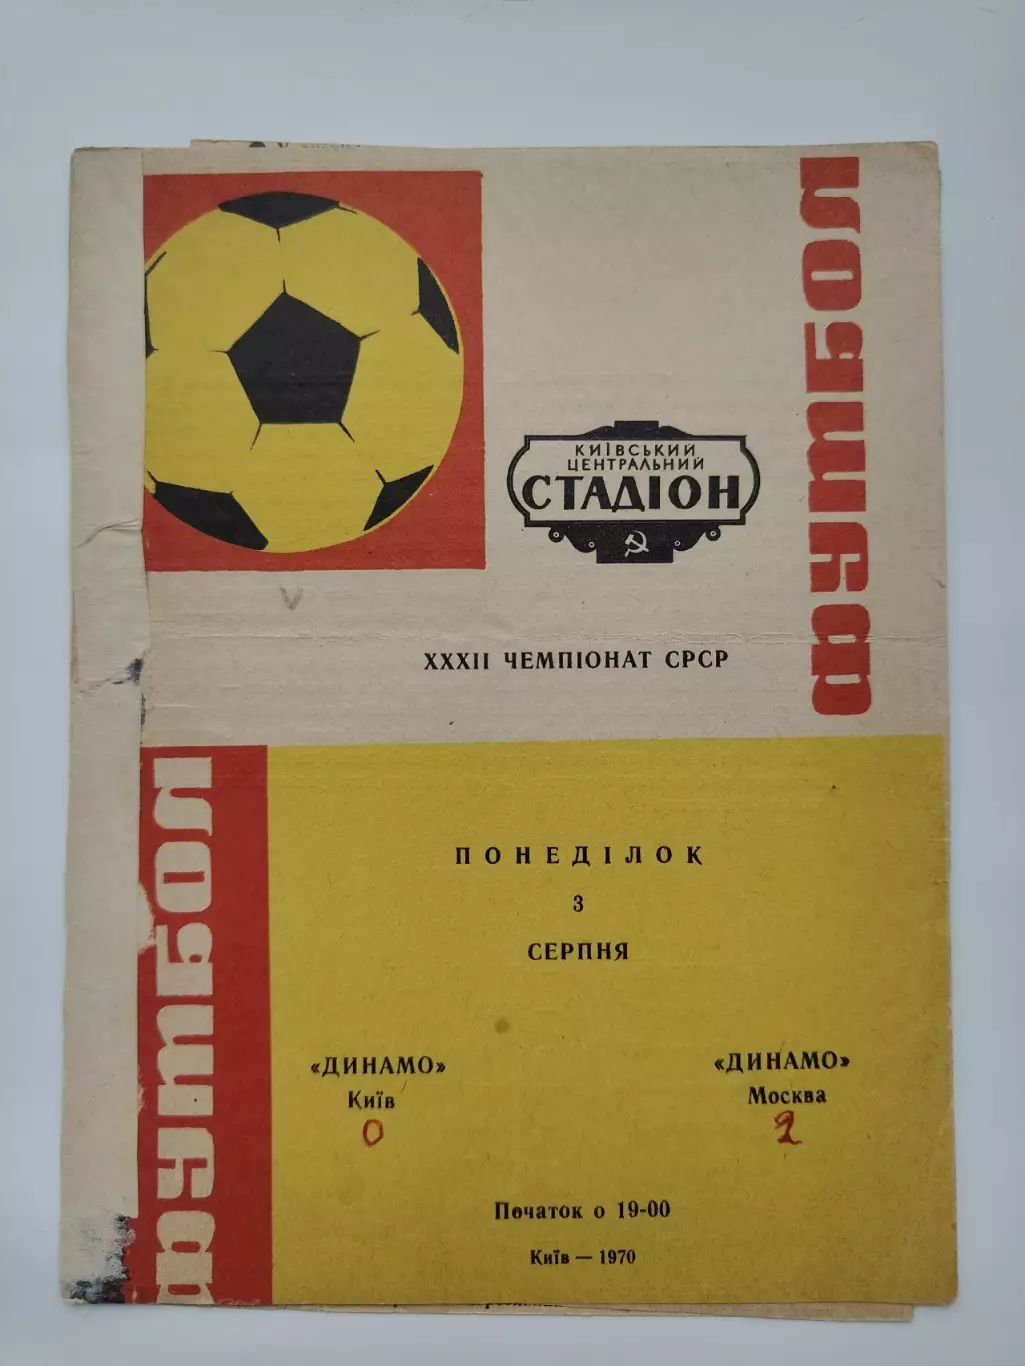 ФУТБОЛ
КИЇВСЬКИЙ
ЦЕНТРАЛЬНИЙ
СТАДІОН
XXXII ЧЕМПІОНАТ СРСР
ФУТБОЛ
ПОНЕДІЛОК
3
СЕРПНЯ
«ДИНАМО» «ДИНАМО»
Київ Москва
0 2
Початок о 19-00
Київ — 1970